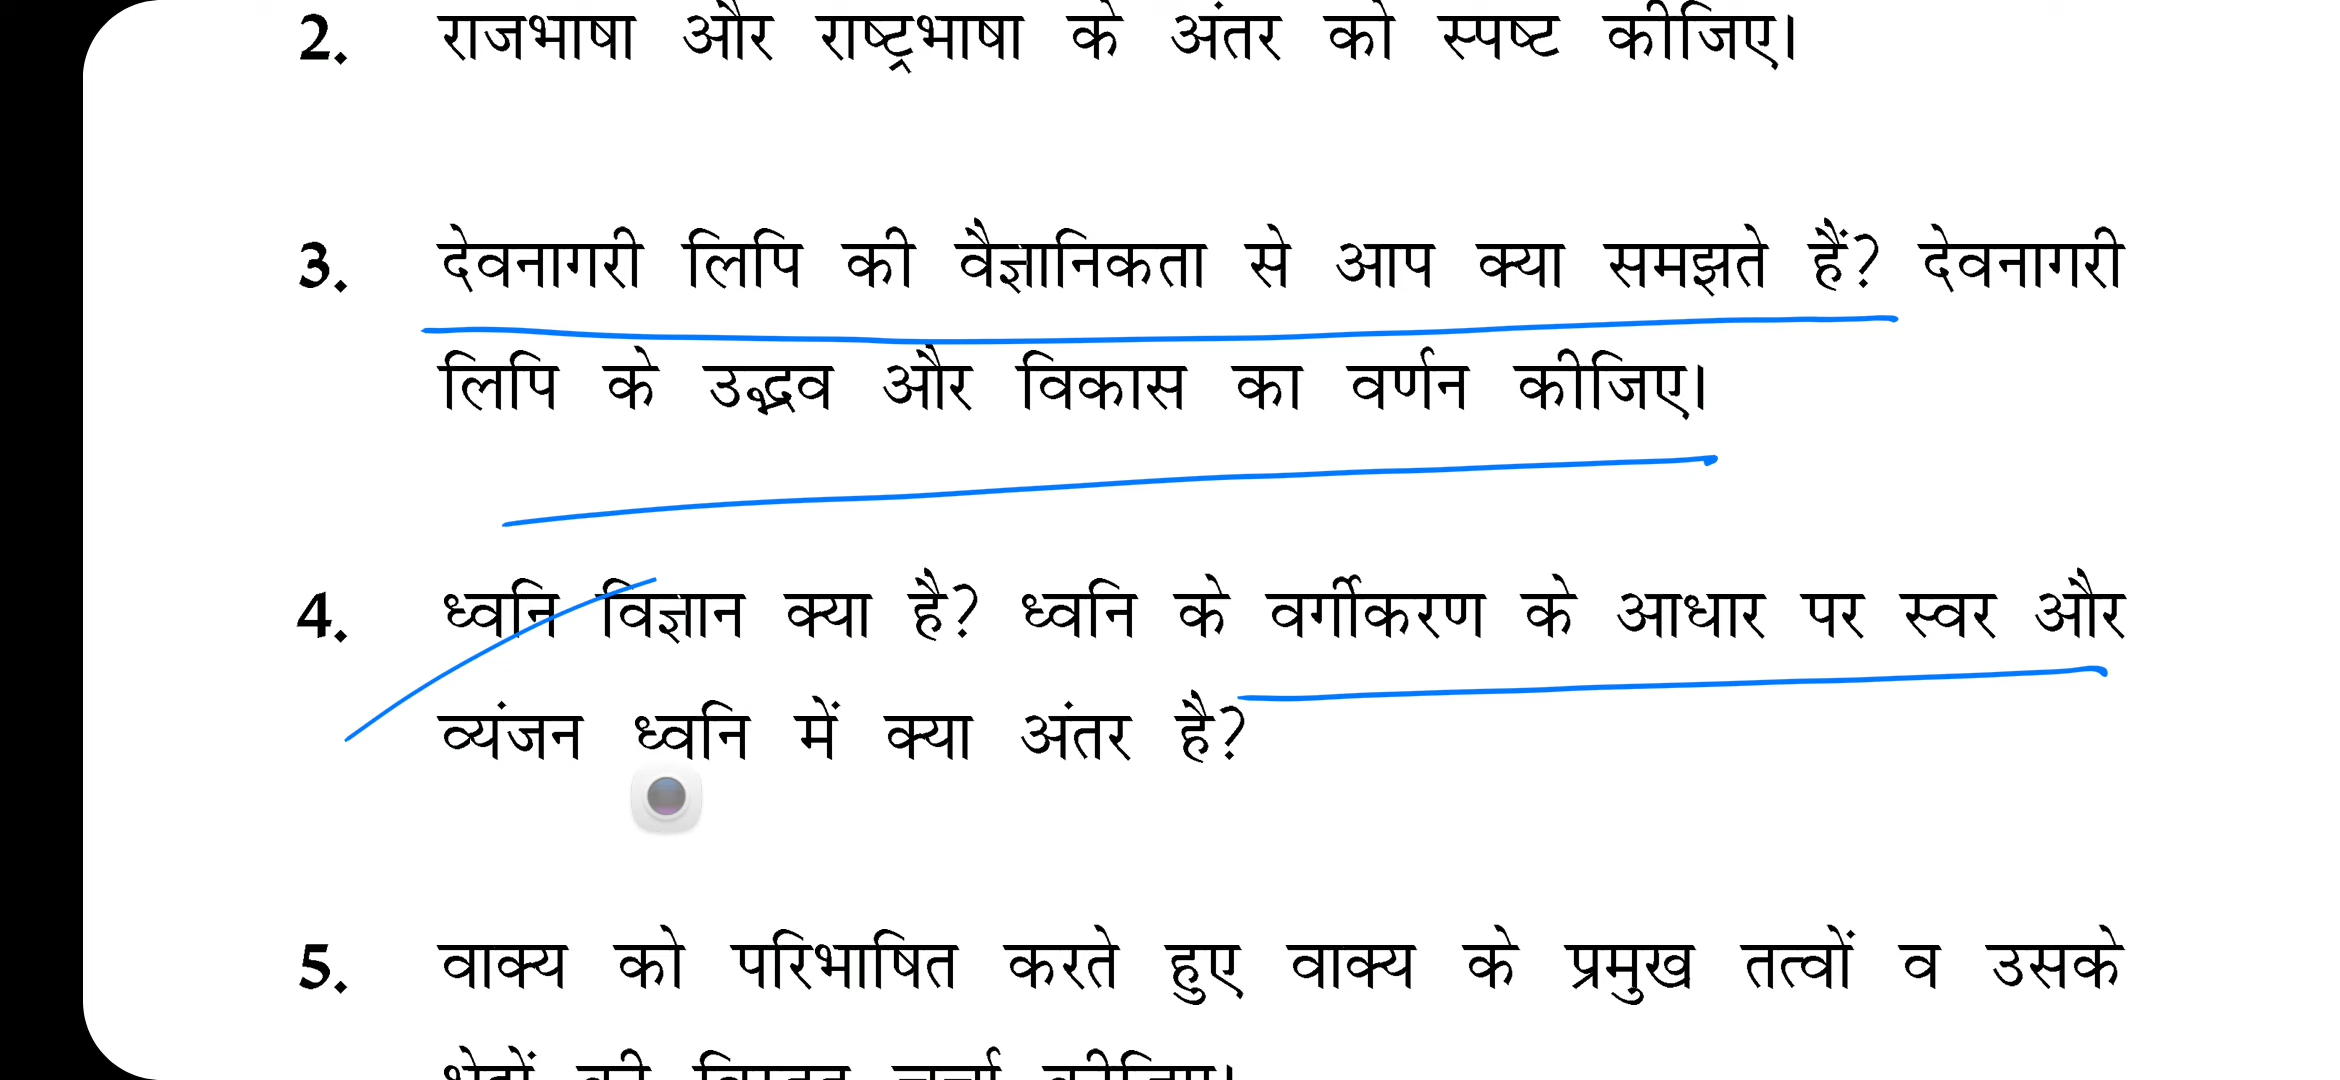 2. राजभाषा और राष्ट्रभाषा के अंतर को स्पष्ट कीजिए।
3. देवनागरी लिपि की वैज्ञानिकता से आप क्या समझते हैं? देवनागरी
लिपि के उद्भव और विकास का वर्णन कीजिए।
4. ध्वनि विज्ञान क्या है? ध्वनि के वर्गीकरण के आधार पर स्वर और
व्यंजन ध्वनि में क्या अंतर है?
5. वाक्य को परिभाषित करते हुए वाक्य के प्रमुख तत्वों व उसके
भेदों की विस्तृत चर्चा कीजिए।